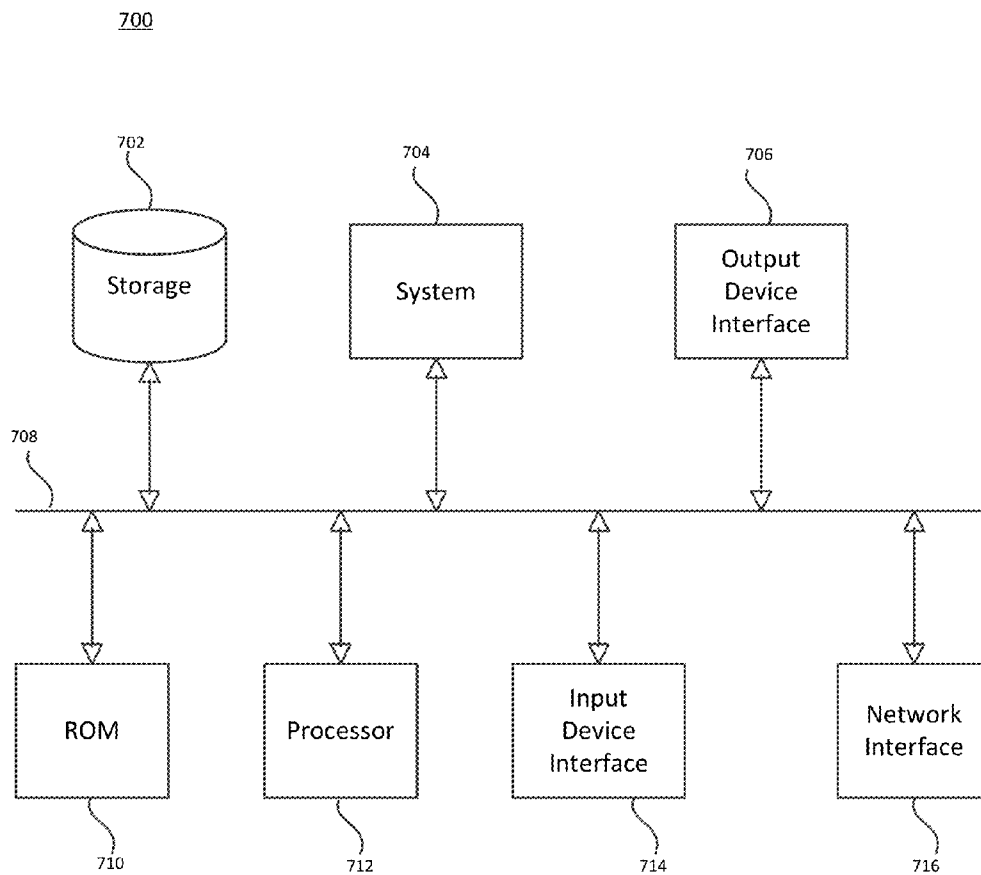 700
702
704
706
Storage
System
Output
Device
Interface
708
ROM
Processor
Input
Device
Interface
Network
Interface
710
712
714
716